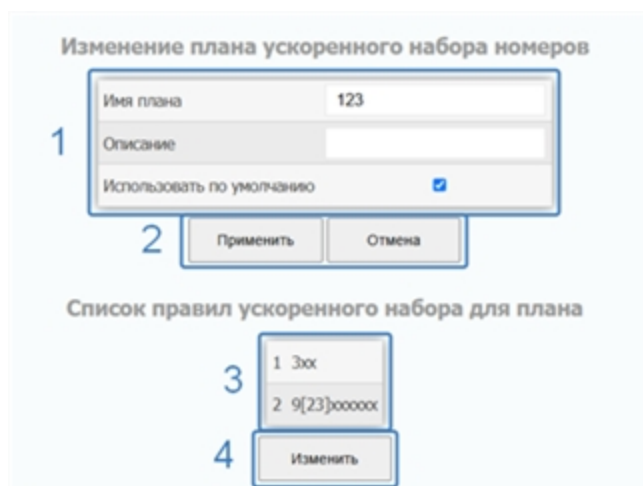 Изменение плана ускоренного набора номеров
1
Имя плана 123
Описание
Использовать по умолчанию
2 Применить Отмена
Список правил ускоренного набора для плана
3
1 3xx
2 9[23]xxxxxx
4 Изменить